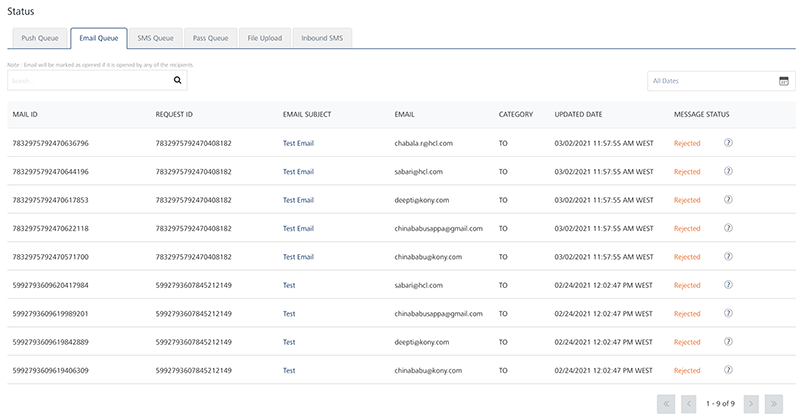 Status
Push Queue Email Queue SMS Queue Pass Queue File Upload Inbound SMS
Note : Email will be marked as opened if it is opened by any of the recipients.
Search All Dates
MAIL ID REQUEST ID EMAIL SUBJECT EMAIL CATEGORY UPDATED DATE MESSAGE STATUS
7832975792470636796 7832975792470408182 Test Email chabala.r@hcl.com TO 03/02/2021 11:57:55 AM WEST Rejected ?
7832975792470644196 7832975792470408182 Test Email sabari@hcl.com TO 03/02/2021 11:57:55 AM WEST Rejected ?
7832975792470617853 7832975792470408182 Test Email deepti@kony.com TO 03/02/2021 11:57:55 AM WEST Rejected ?
7832975792470622118 7832975792470408182 Test Email chinababusappa@gmail.com TO 03/02/2021 11:57:55 AM WEST Rejected ?
7832975792470571700 7832975792470408182 Test Email chinababu@kony.com TO 03/02/2021 11:57:55 AM WEST Rejected ?
5992793609620417984 5992793607845212149 Test sabari@hcl.com TO 02/24/2021 12:02:47 PM WEST Rejected ?
5992793609619989201 5992793607845212149 Test chinababusappa@gmail.com TO 02/24/2021 12:02:47 PM WEST Rejected ?
5992793609619842889 5992793607845212149 Test deepti@kony.com TO 02/24/2021 12:02:47 PM WEST Rejected ?
5992793609619406309 5992793607845212149 Test chinababu@kony.com TO 02/24/2021 12:02:47 PM WEST Rejected ?
« < 1 - 9 of 9 > »